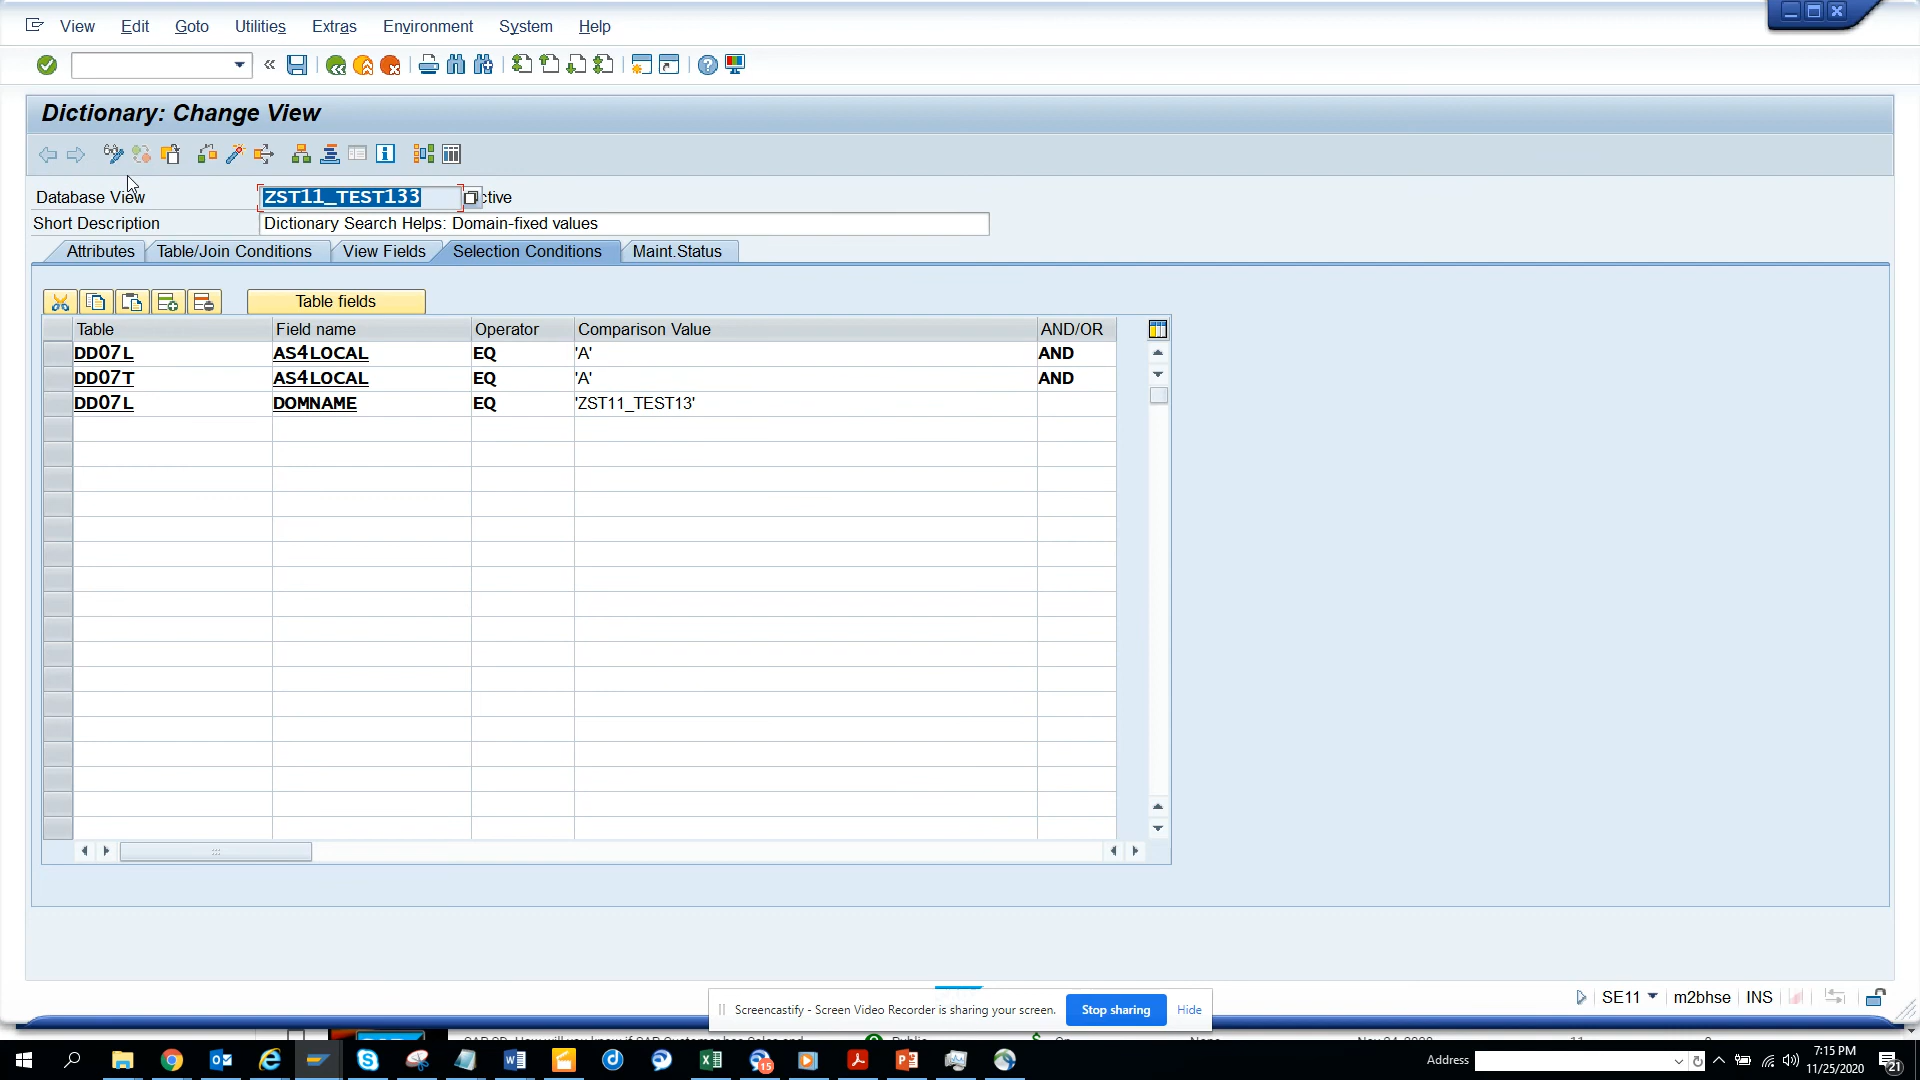 View Edit Goto Utilities Extras Environment System Help
Dictionary: Change View
Database View ZST11_TEST133 ctive
Short Description Dictionary Search Helps: Domain-fixed values
Attributes Table/Join Conditions View Fields Selection Conditions Maint.Status
Table fields
Table Field name Operator Comparison Value AND/OR
DD07L AS4LOCAL EQ 'A' AND
DD07T AS4LOCAL EQ 'A' AND
DD07L DOMNAME EQ 'ZST11_TEST13'
SE11 m2bhse INS
Screencastify - Screen Video Recorder is sharing your screen. Stop sharing Hide
Address
15
7:15 PM
11/25/2020
21